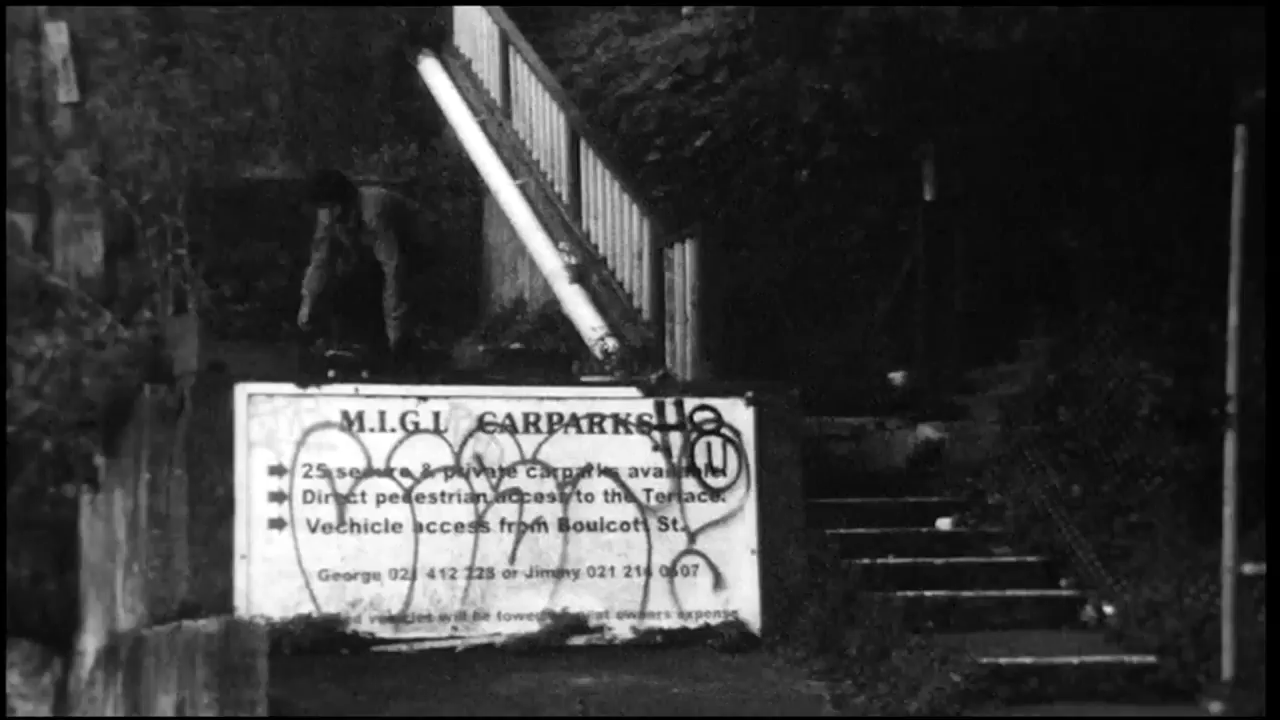 M.I.G.L CARPARKS
25 secure & private carparks available!
Direct pedestrian access to the Terrace.
Vechicle access from Boulcott St.
George 021 412 228 or Jimmy 021 216 0607
vehicles will be towed at owners expense